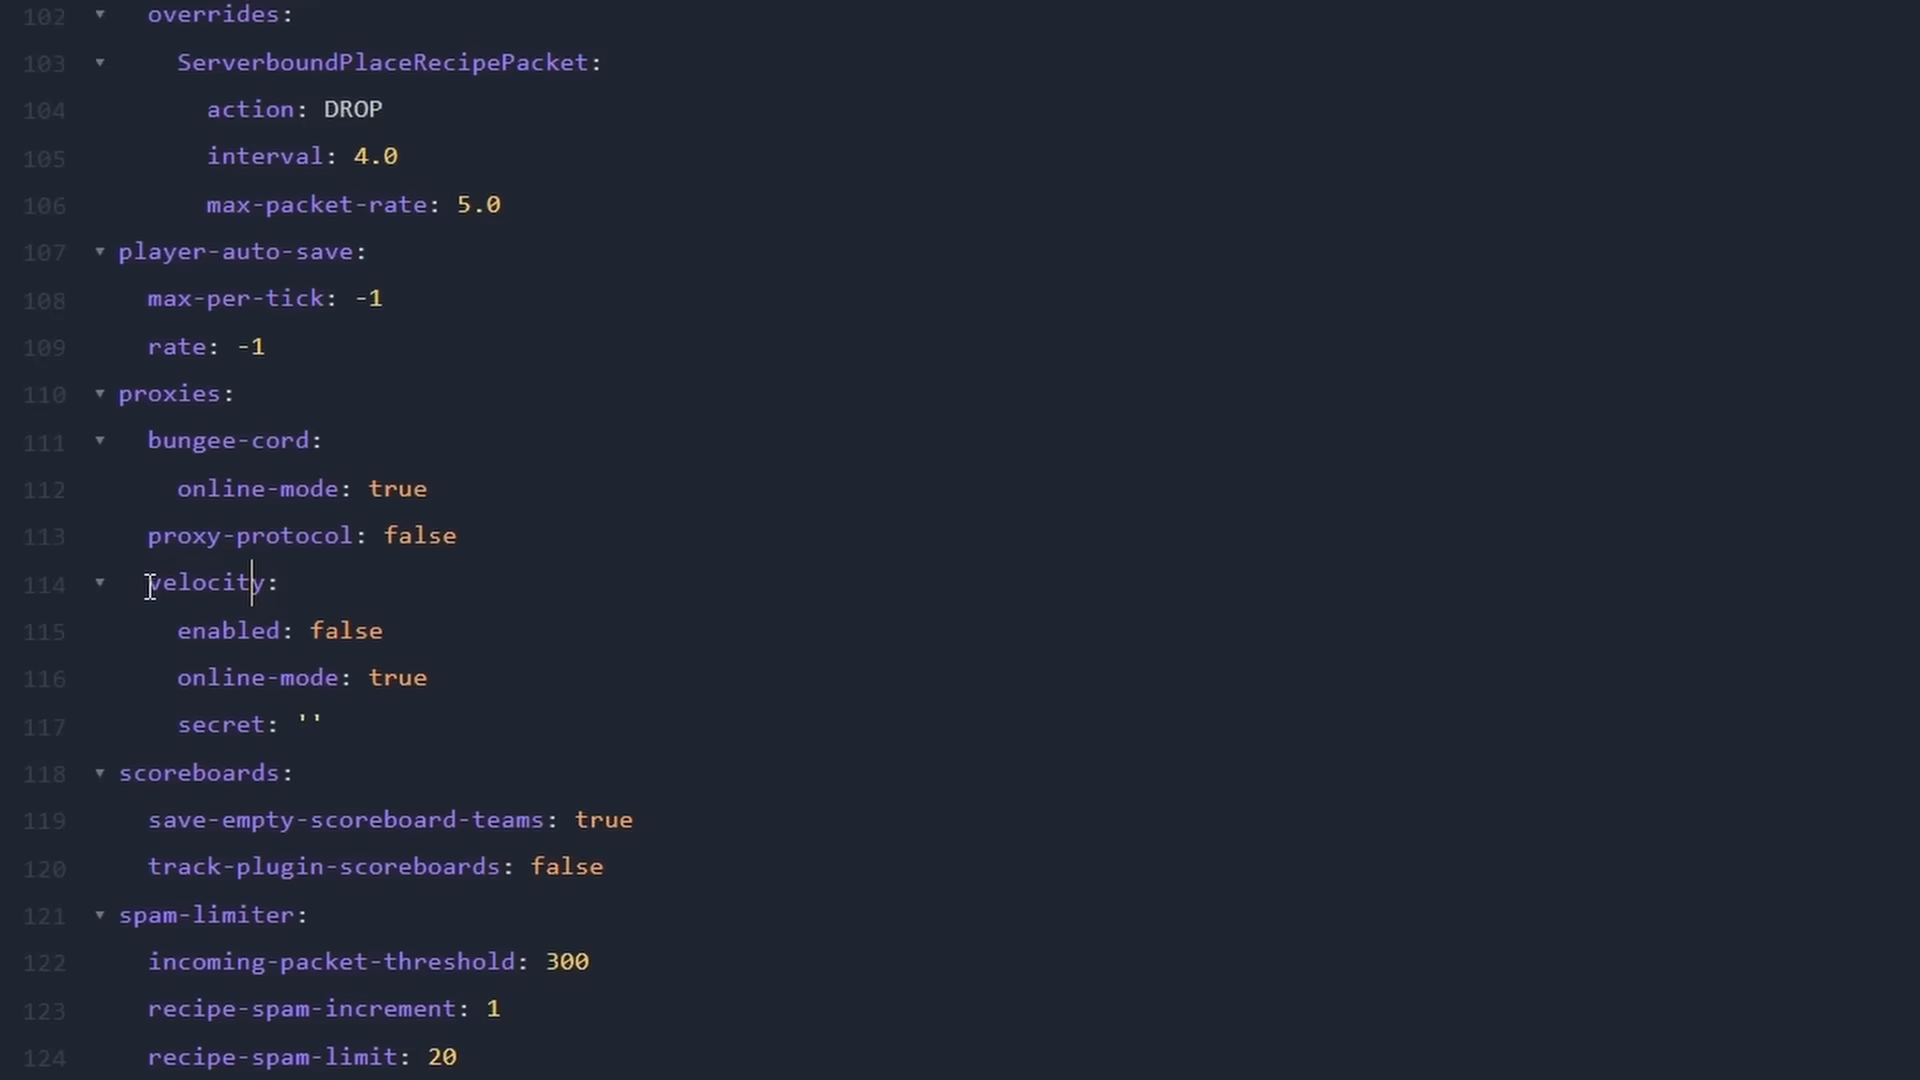 102 overrides:
103 ServerboundPlaceRecipePacket:
104 action: DROP
105 interval: 4.0
106 max-packet-rate: 5.0
107 player-auto-save:
108 max-per-tick: -1
109 rate: -1
110 proxies:
111 bungee-cord:
112 online-mode: true
113 proxy-protocol: false
114 velocity:
115 enabled: false
116 online-mode: true
117 secret: ''
118 scoreboards:
119 save-empty-scoreboard-teams: true
120 track-plugin-scoreboards: false
121 spam-limiter:
122 incoming-packet-threshold: 300
123 recipe-spam-increment: 1
124 recipe-spam-limit: 20